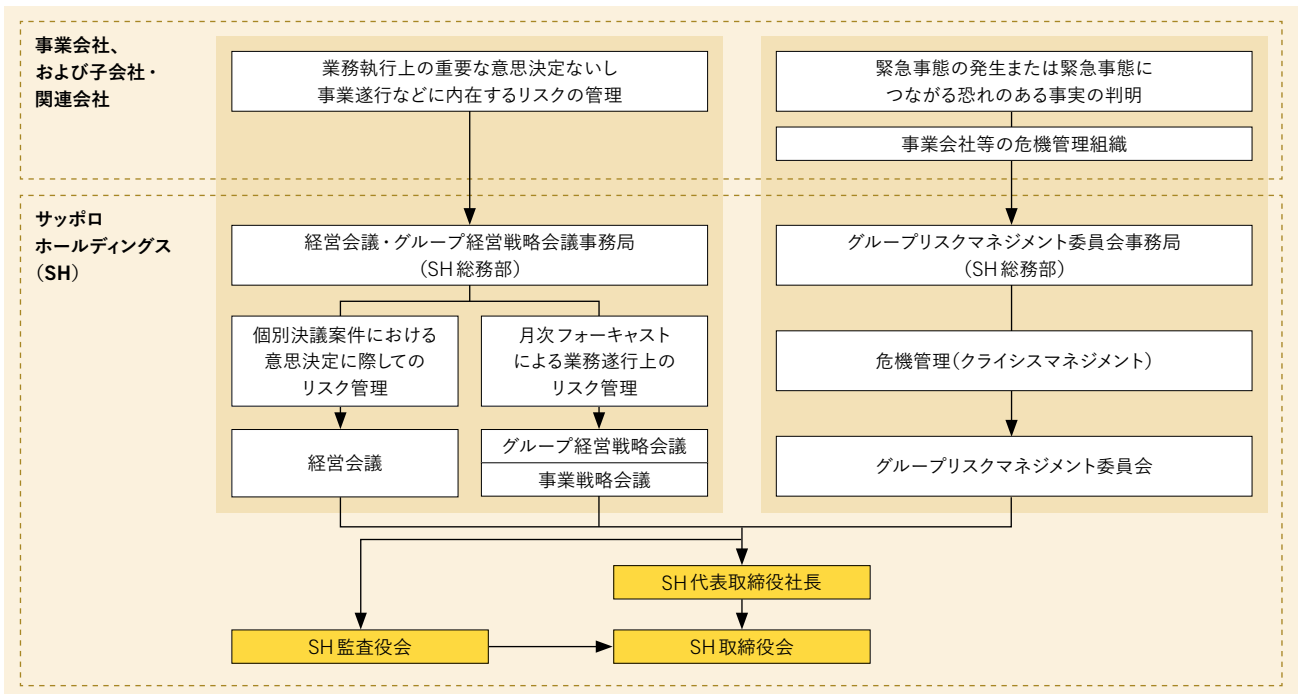 事業会社、
および子会社・
関連会社
業務執行上の重要な意思決定ないし
事業遂行などに内在するリスクの管理
緊急事態の発生または緊急事態に
つながる恐れのある事実の判明
事業会社等の危機管理組織
サッポロ
ホールディングス
（SH）
経営会議・グループ経営戦略会議事務局
（SH総務部）
グループリスクマネジメント委員会事務局
（SH総務部）
個別決議案件における
意思決定に際しての
リスク管理
月次フォーキャスト
による業務遂行上の
リスク管理
危機管理（クライシスマネジメント）
経営会議
グループ経営戦略会議
事業戦略会議
グループリスクマネジメント委員会
SH代表取締役社長
SH監査役会
SH取締役会